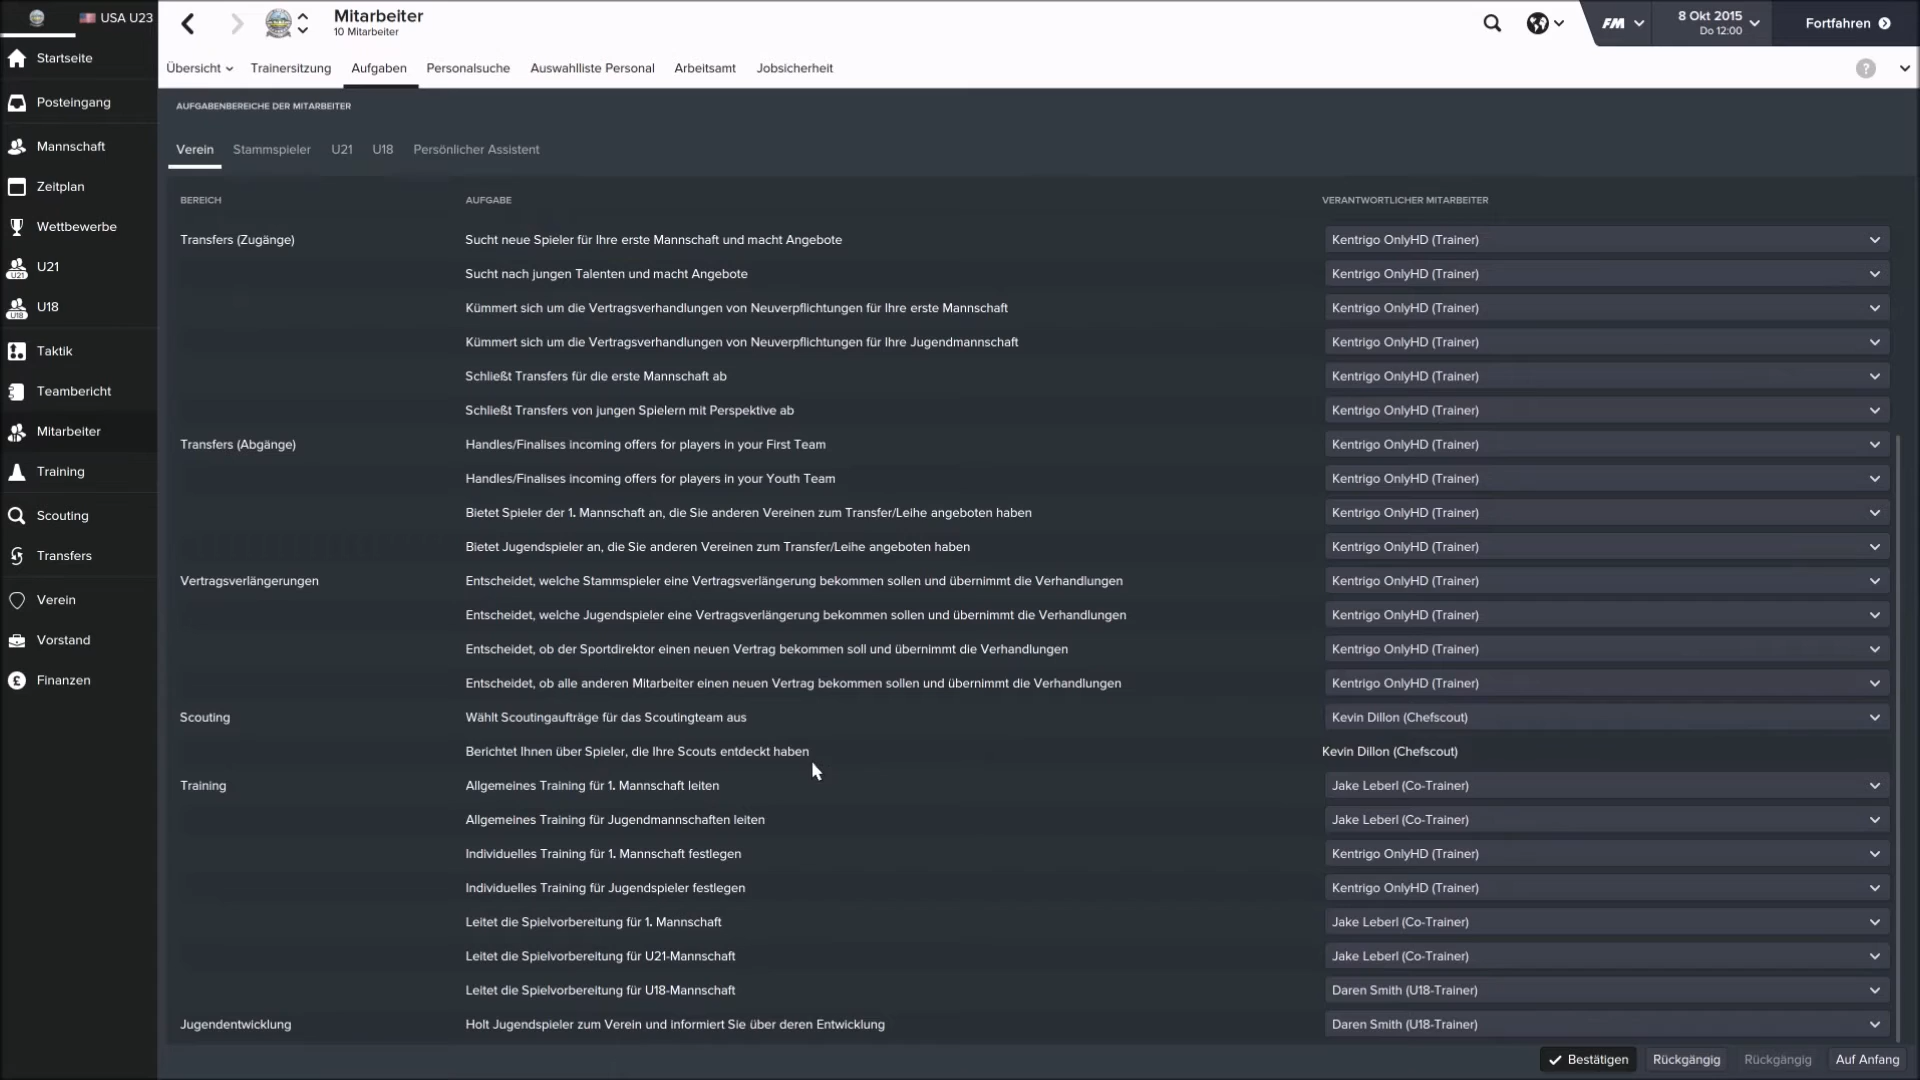 USA U23
Mitarbeiter
10 Mitarbeiter
FM
8 Okt 2015
Do 12:00
Fortfahren
Übersicht
Trainersitzung
Aufgaben
Personalsuche
Auswahlliste Personal
Arbeitsamt
Jobsicherheit
?
Startseite
Posteingang
Mannschaft
Zeitplan
Wettbewerbe
U21
U21
U18
U18
Taktik
Teambericht
Mitarbeiter
Training
Scouting
Transfers
Verein
Vorstand
£ Finanzen
AUFGABENBEREICHE DER MITARBEITER
Verein
Stammspieler
U21
U18
Persönlicher Assistent
BEREICH AUFGABE VERANTWORTLICHER MITARBEITER
Transfers (Zugänge) Sucht neue Spieler für Ihre erste Mannschaft und macht Angebote Kentrigo OnlyHD (Trainer)
Sucht nach jungen Talenten und macht Angebote Kentrigo OnlyHD (Trainer)
Kümmert sich um die Vertragsverhandlungen von Neuverpflichtungen für Ihre erste Mannschaft Kentrigo OnlyHD (Trainer)
Kümmert sich um die Vertragsverhandlungen von Neuverpflichtungen für Ihre Jugendmannschaft Kentrigo OnlyHD (Trainer)
Schließt Transfers für die erste Mannschaft ab Kentrigo OnlyHD (Trainer)
Schließt Transfers von jungen Spielern mit Perspektive ab Kentrigo OnlyHD (Trainer)
Transfers (Abgänge) Handles/Finalises incoming offers for players in your First Team Kentrigo OnlyHD (Trainer)
Handles/Finalises incoming offers for players in your Youth Team Kentrigo OnlyHD (Trainer)
Bietet Spieler der 1. Mannschaft an, die Sie anderen Vereinen zum Transfer/Leihe angeboten haben Kentrigo OnlyHD (Trainer)
Bietet Jugendspieler an, die Sie anderen Vereinen zum Transfer/Leihe angeboten haben Kentrigo OnlyHD (Trainer)
Vertragsverlängerungen Entscheidet, welche Stammspieler eine Vertragsverlängerung bekommen sollen und übernimmt die Verhandlungen Kentrigo OnlyHD (Trainer)
Entscheidet, welche Jugendspieler eine Vertragsverlängerung bekommen sollen und übernimmt die Verhandlungen Kentrigo OnlyHD (Trainer)
Entscheidet, ob der Sportdirektor einen neuen Vertrag bekommen soll und übernimmt die Verhandlungen Kentrigo OnlyHD (Trainer)
Entscheidet, ob alle anderen Mitarbeiter einen neuen Vertrag bekommen sollen und übernimmt die Verhandlungen Kentrigo OnlyHD (Trainer)
Scouting Wählt Scoutingaufträge für das Scoutingteam aus Kevin Dillon (Chefscout)
Berichtet Ihnen über Spieler, die Ihre Scouts entdeckt haben Kevin Dillon (Chefscout)
Training Allgemeines Training für 1. Mannschaft leiten Jake Leberl (Co-Trainer)
Allgemeines Training für Jugendmannschaften leiten Jake Leberl (Co-Trainer)
Individuelles Training für 1. Mannschaft festlegen Kentrigo OnlyHD (Trainer)
Individuelles Training für Jugendspieler festlegen Kentrigo OnlyHD (Trainer)
Leitet die Spielvorbereitung für 1. Mannschaft Jake Leberl (Co-Trainer)
Leitet die Spielvorbereitung für U21-Mannschaft Jake Leberl (Co-Trainer)
Leitet die Spielvorbereitung für U18-Mannschaft Daren Smith (U18-Trainer)
Jugendentwicklung Holt Jugendspieler zum Verein und informiert Sie über deren Entwicklung Daren Smith (U18-Trainer)
Bestätigen Rückgängig Rückgängig Auf Anfang